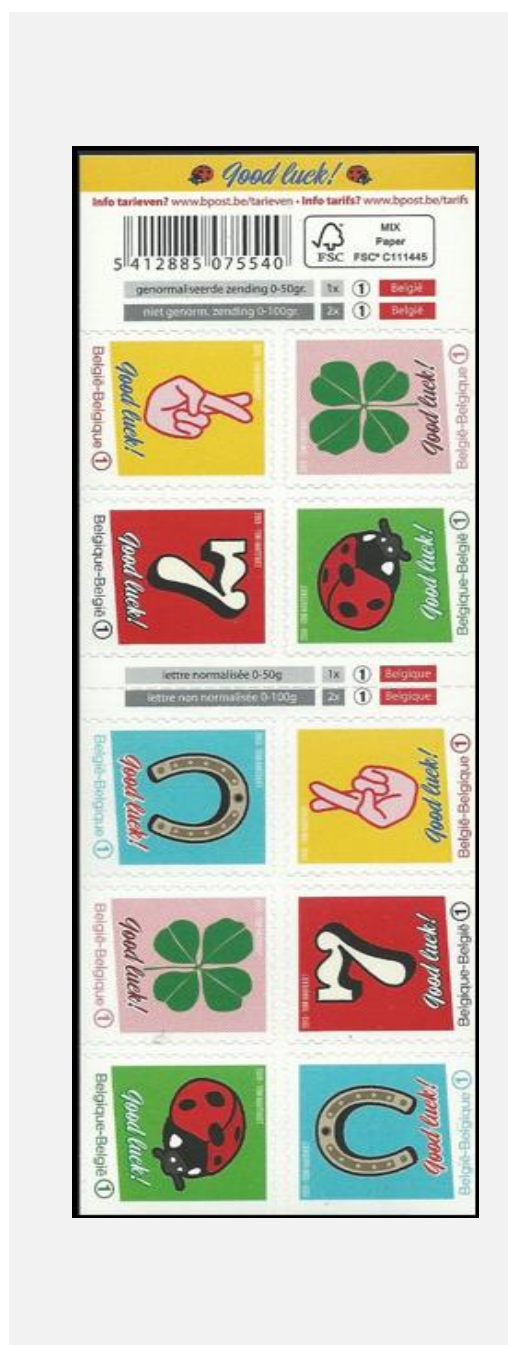 Good luck!
Info tarieven? www.bpost.be/tarieven • Info tarifs? www.bpost.be/tarifs
5 412885 075540
FSC
MIX
Paper
FSC® C111445
genormaliseerde zending 0-50gr. 1x 1 België
niet genorm. zending 0-100gr. 2x 1 België
Good luck!
België-Belgique 1
Good luck!
België-Belgique 1
Good luck!
Belgique-België 1
Good luck!
Belgique-België 1
lettre normalisée 0-50g 1x 1 Belgique
lettre non normalisée 0-100g 2x 1 Belgique
Good luck!
België-Belgique 1
Good luck!
België-Belgique 1
Good luck!
België-Belgique 1
7
Good luck!
Belgique-België 1
Good luck!
Belgique-België 1
Good luck!
België-Belgique 1